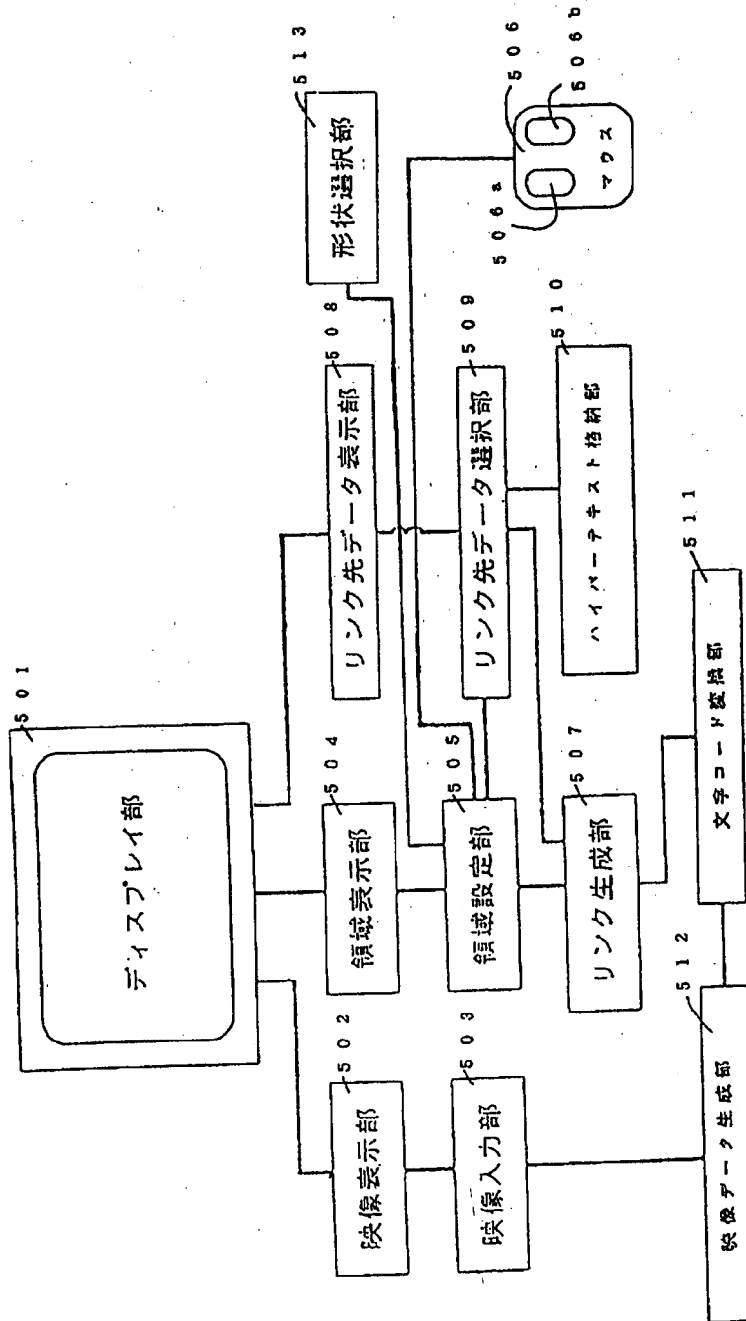 501
ディスプレイ部
502
映像表示部
504
領域表示部
508
リンク先データ表示部
513
形状選択部
503
映像入力部
505
領域設定部
509
リンク先データ選択部
506a
506
506b
マウス
507
リンク生成部
510
ハイパーテキスト格納部
512
映像データ生成部
511
文字コード変換部